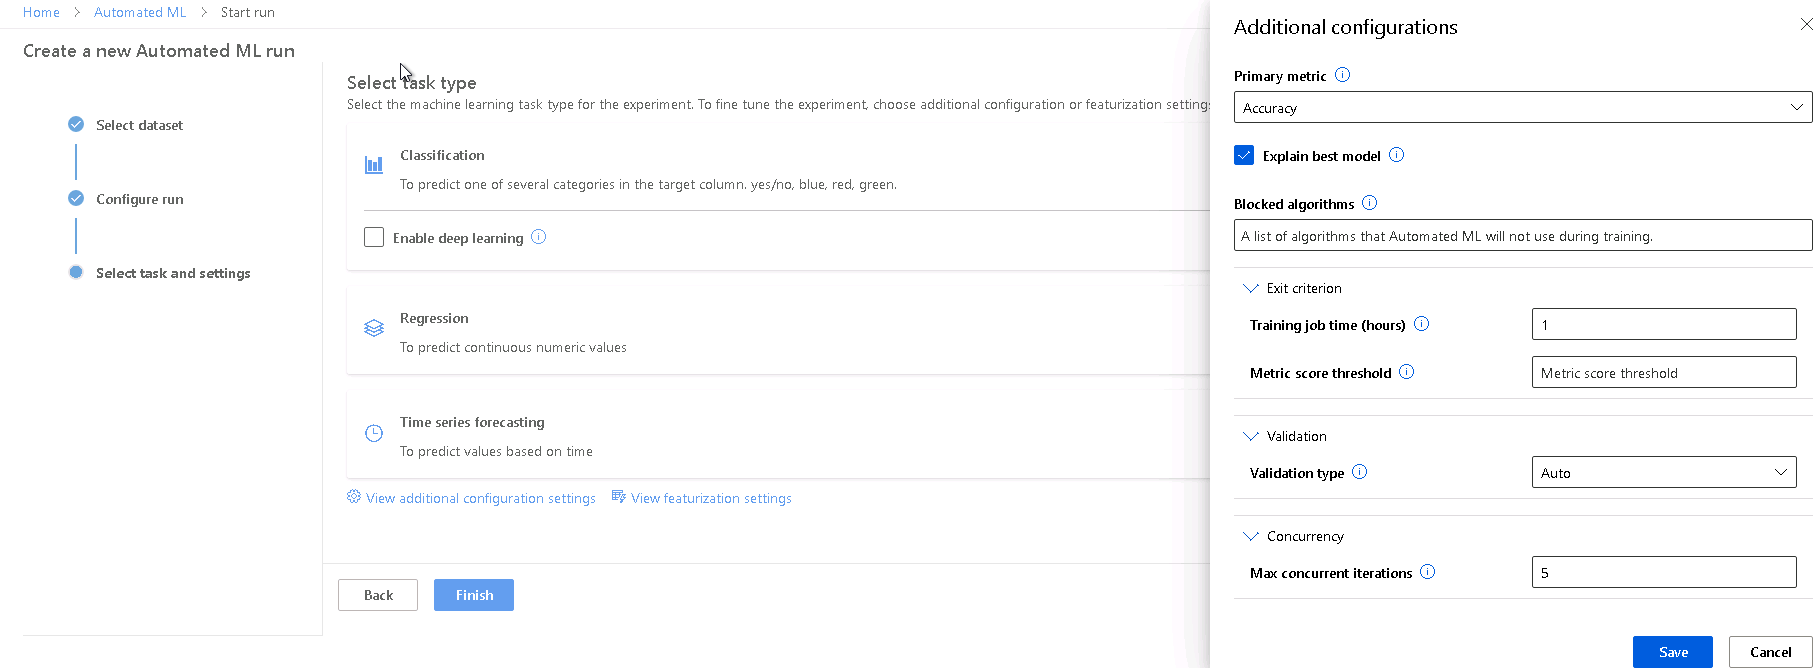 Home > Automated ML > Start run
Create a new Automated ML run
Select dataset
Configure run
Select task and settings
Select task type
Select the machine learning task type for the experiment. To fine tune the experiment, choose additional configuration or featurization settings
Classification
To predict one of several categories in the target column. yes/no, blue, red, green.
Enable deep learning
Regression
To predict continuous numeric values
Time series forecasting
To predict values based on time
View additional configuration settings View featurization settings
Back Finish
Additional configurations
Primary metric
Accuracy
Explain best model
Blocked algorithms
A list of algorithms that Automated ML will not use during training.
Exit criterion
Training job time (hours) 1
Metric score threshold Metric score threshold
Validation
Validation type Auto
Concurrency
Max concurrent iterations 5
Save Cancel